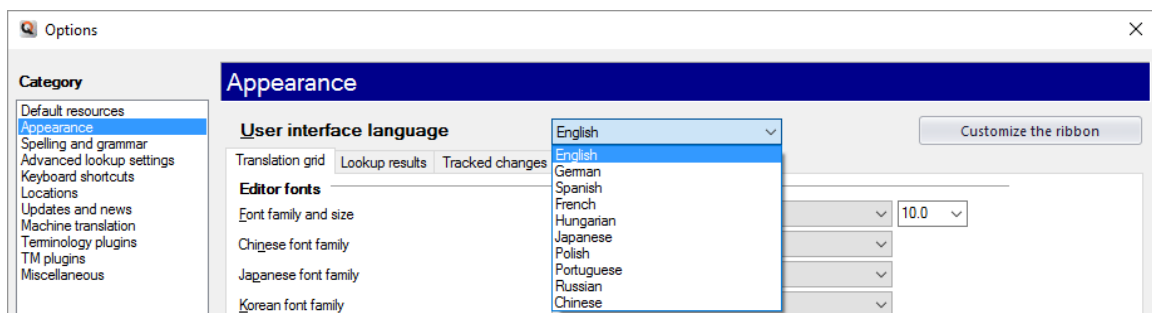 Options
Category
Default resources
Appearance
Spelling and grammar
Advanced lookup settings
Keyboard shortcuts
Locations
Updates and news
Machine translation
Terminology plugins
TM plugins
Miscellaneous
Appearance
User interface language
English
Customize the ribbon
English
German
Spanish
French
Hungarian
Japanese
Polish
Portuguese
Russian
Chinese
Translation grid Lookup results Tracked changes
Editor fonts
Font family and size
10.0
Chinese font family
Japanese font family
Korean font family